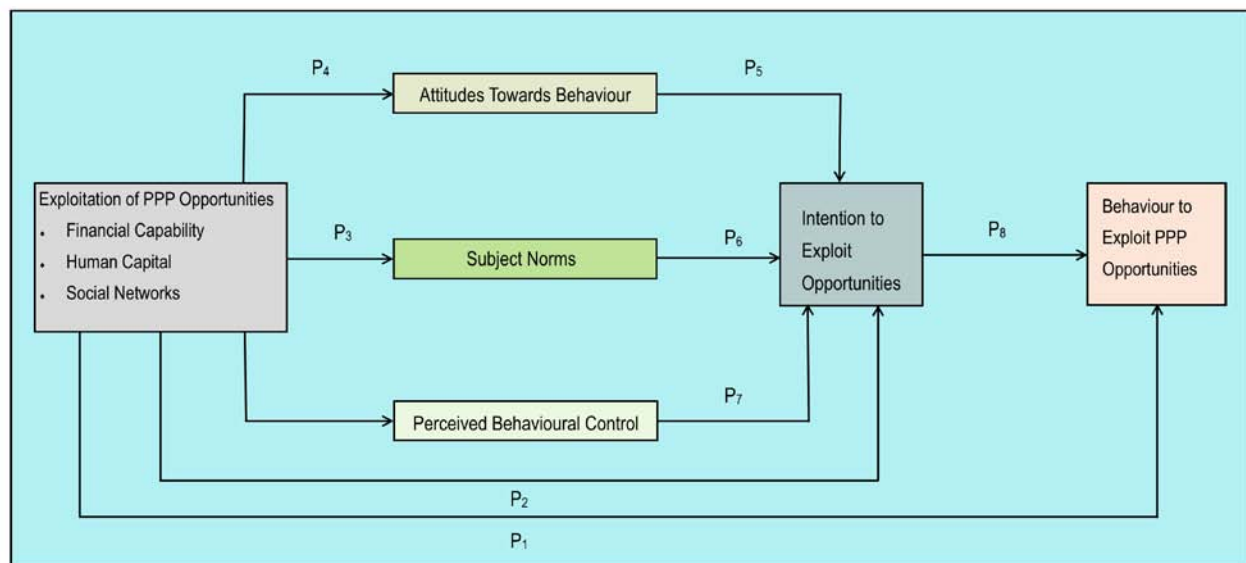 P4
P5
Attitudes Towards Behaviour
Exploitation of PPP Opportunities
• Financial Capability
• Human Capital
• Social Networks
P3
Subject Norms
P6
Intention to
Exploit
Opportunities
P8
Behaviour to
Exploit PPP
Opportunities
Perceived Behavioural Control
P7
P2
P1